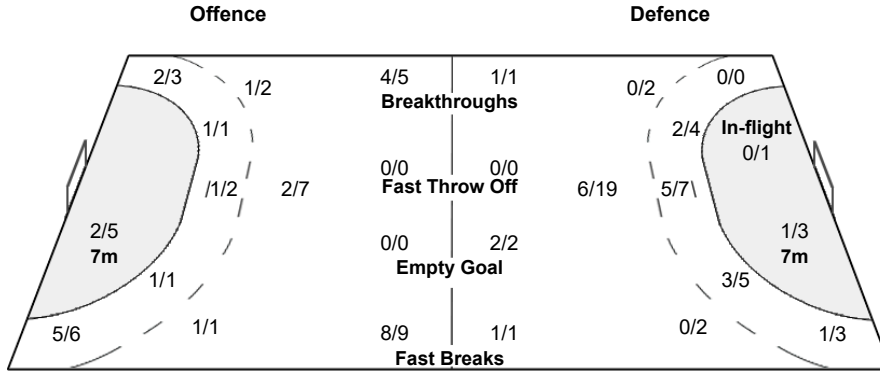 Offence Defence
2/3 4/5 1/1 0/0
1/2 0/2
Breakthroughs
1/1 2/4 In-flight
0/1
0/0 0/0
1/2 2/7 Fast Throw Off 6/19 5/7
2/5 0/0 2/2 1/3
7m Empty Goal 7m
1/1 3/5
5/6 1/1 8/9 1/1 0/2 1/3
Fast Breaks